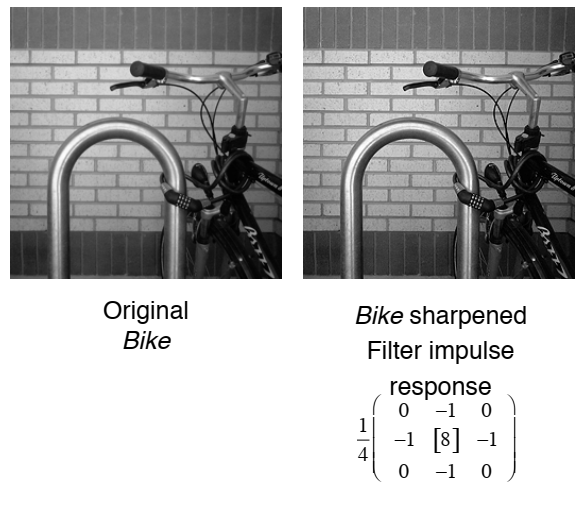 Original
Bike
Bike sharpened
Filter impulse
response
1/4
0 −1 0
−1 [8] −1
0 −1 0